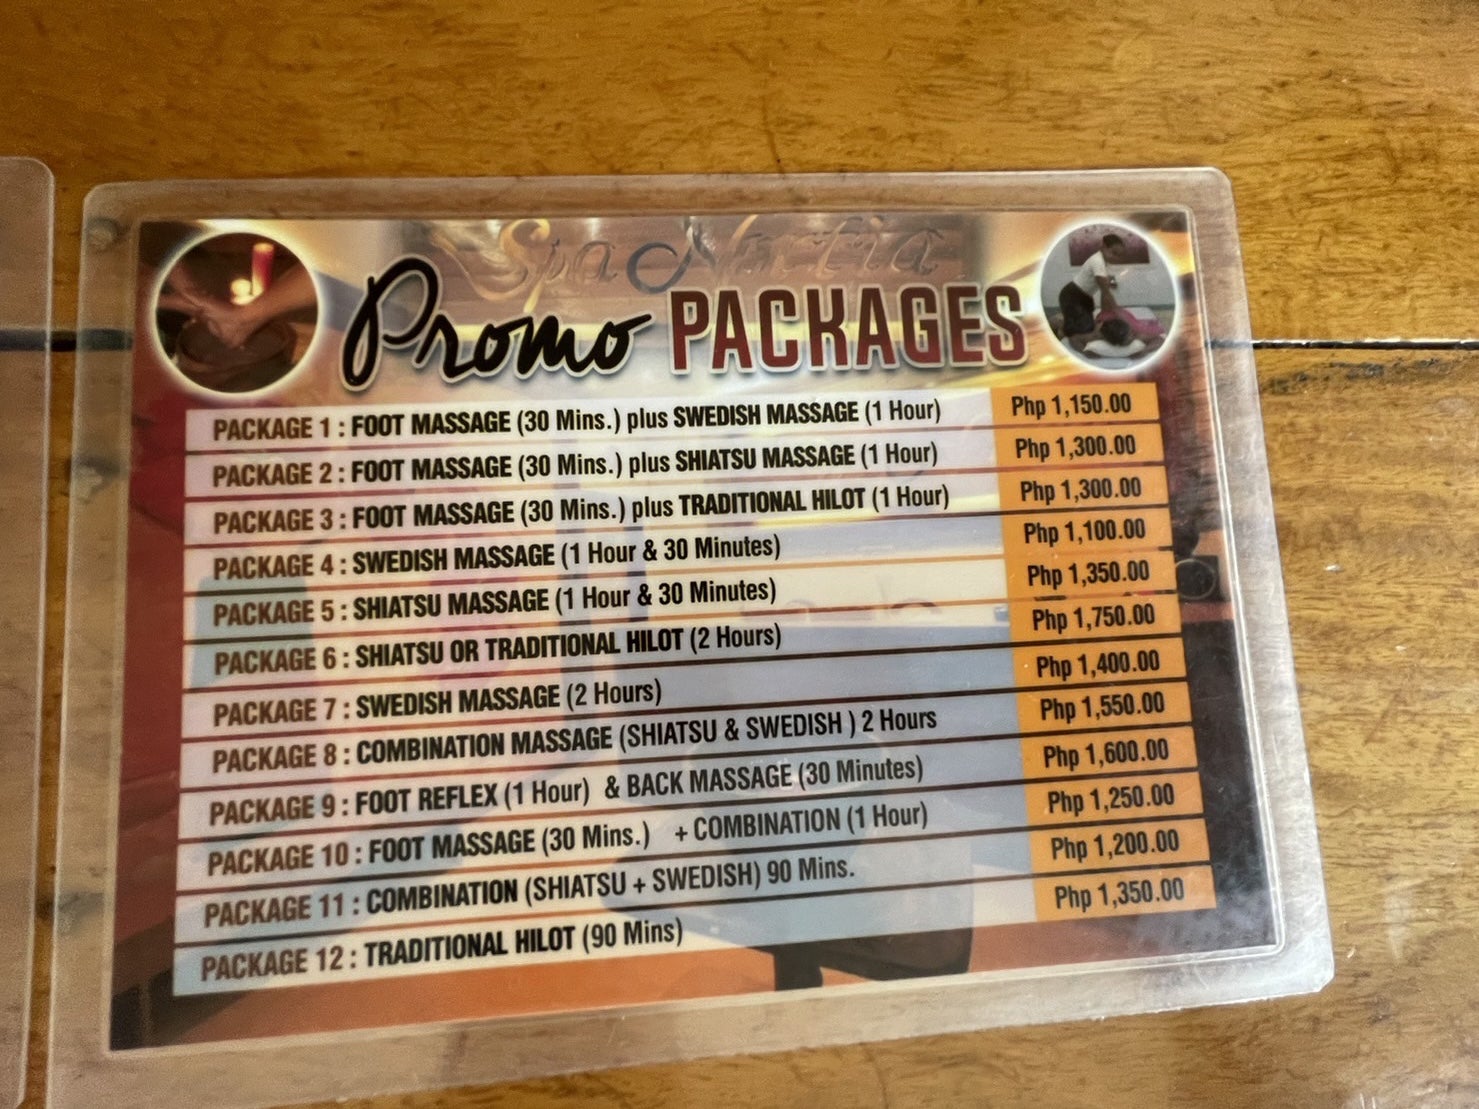 Spa Nutria
Promo PACKAGES
PACKAGE 1 : FOOT MASSAGE (30 Mins.) plus SWEDISH MASSAGE (1 Hour) Php 1,150.00
PACKAGE 2 : FOOT MASSAGE (30 Mins.) plus SHIATSU MASSAGE (1 Hour) Php 1,300.00
PACKAGE 3 : FOOT MASSAGE (30 Mins.) plus TRADITIONAL HILOT (1 Hour) Php 1,300.00
PACKAGE 4 : SWEDISH MASSAGE (1 Hour & 30 Minutes) Php 1,100.00
PACKAGE 5 : SHIATSU MASSAGE (1 Hour & 30 Minutes) Php 1,350.00
PACKAGE 6 : SHIATSU OR TRADITIONAL HILOT (2 Hours) Php 1,750.00
PACKAGE 7 : SWEDISH MASSAGE (2 Hours) Php 1,400.00
PACKAGE 8 : COMBINATION MASSAGE (SHIATSU & SWEDISH ) 2 Hours Php 1,550.00
PACKAGE 9 : FOOT REFLEX (1 Hour) & BACK MASSAGE (30 Minutes) Php 1,600.00
PACKAGE 10 : FOOT MASSAGE (30 Mins.) + COMBINATION (1 Hour) Php 1,250.00
PACKAGE 11 : COMBINATION (SHIATSU + SWEDISH) 90 Mins. Php 1,200.00
PACKAGE 12 : TRADITIONAL HILOT (90 Mins) Php 1,350.00